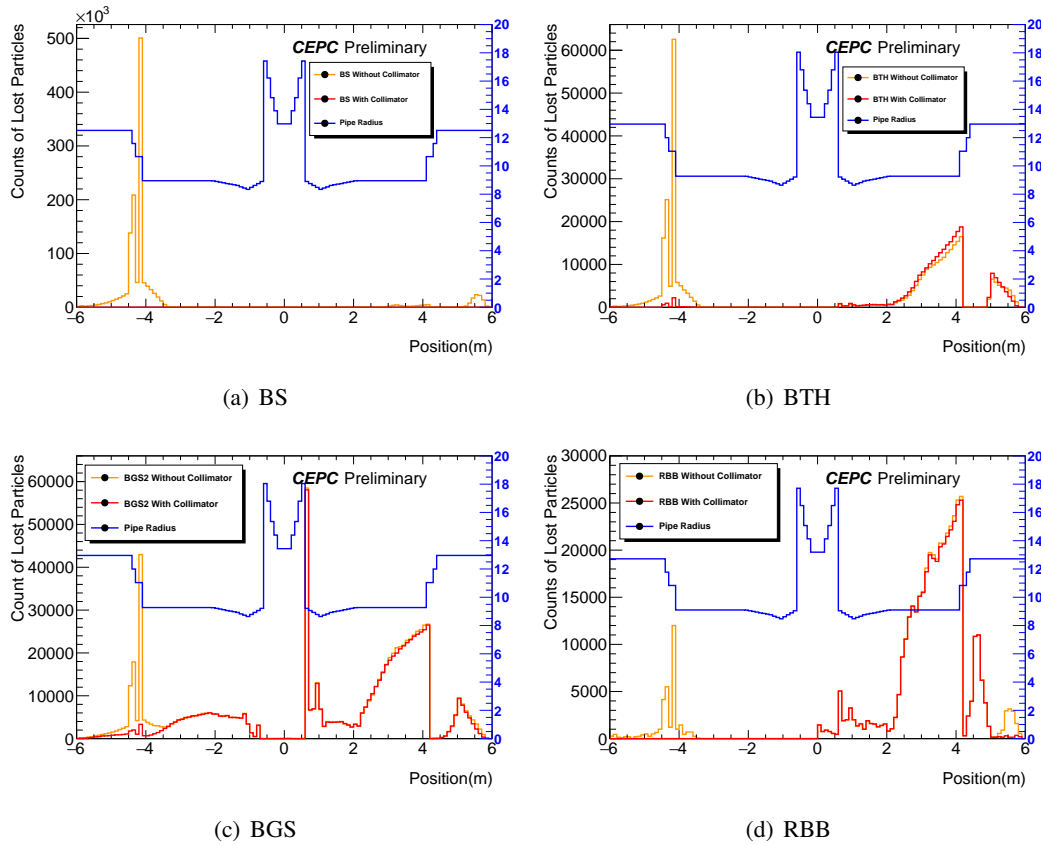 ×10³
CEPC Preliminary
BS Without Collimator
BS With Collimator
Pipe Radius
Counts of Lost Particles
500
400
300
200
100
0
20
18
16
14
12
10
8
6
4
2
0
−6 −4 −2 0 2 4 6
Position(m)
(a) BS
CEPC Preliminary
BTH Without Collimator
BTH With Collimator
Pipe Radius
Counts of Lost Particles
60000
50000
40000
30000
20000
10000
0
20
18
16
14
12
10
8
6
4
2
0
−6 −4 −2 0 2 4 6
Position(m)
(b) BTH
CEPC Preliminary
BGS2 Without Collimator
BGS2 With Collimator
Pipe Radius
Count of Lost Particles
60000
50000
40000
30000
20000
10000
0
20
18
16
14
12
10
8
6
4
2
0
−6 −4 −2 0 2 4 6
Position(m)
(c) BGS
CEPC Preliminary
RBB Without Collimator
RBB With Collimator
Pipe Radius
Counts of Lost Particles
30000
25000
20000
15000
10000
5000
0
20
18
16
14
12
10
8
6
4
2
0
−6 −4 −2 0 2 4 6
Position(m)
(d) RBB